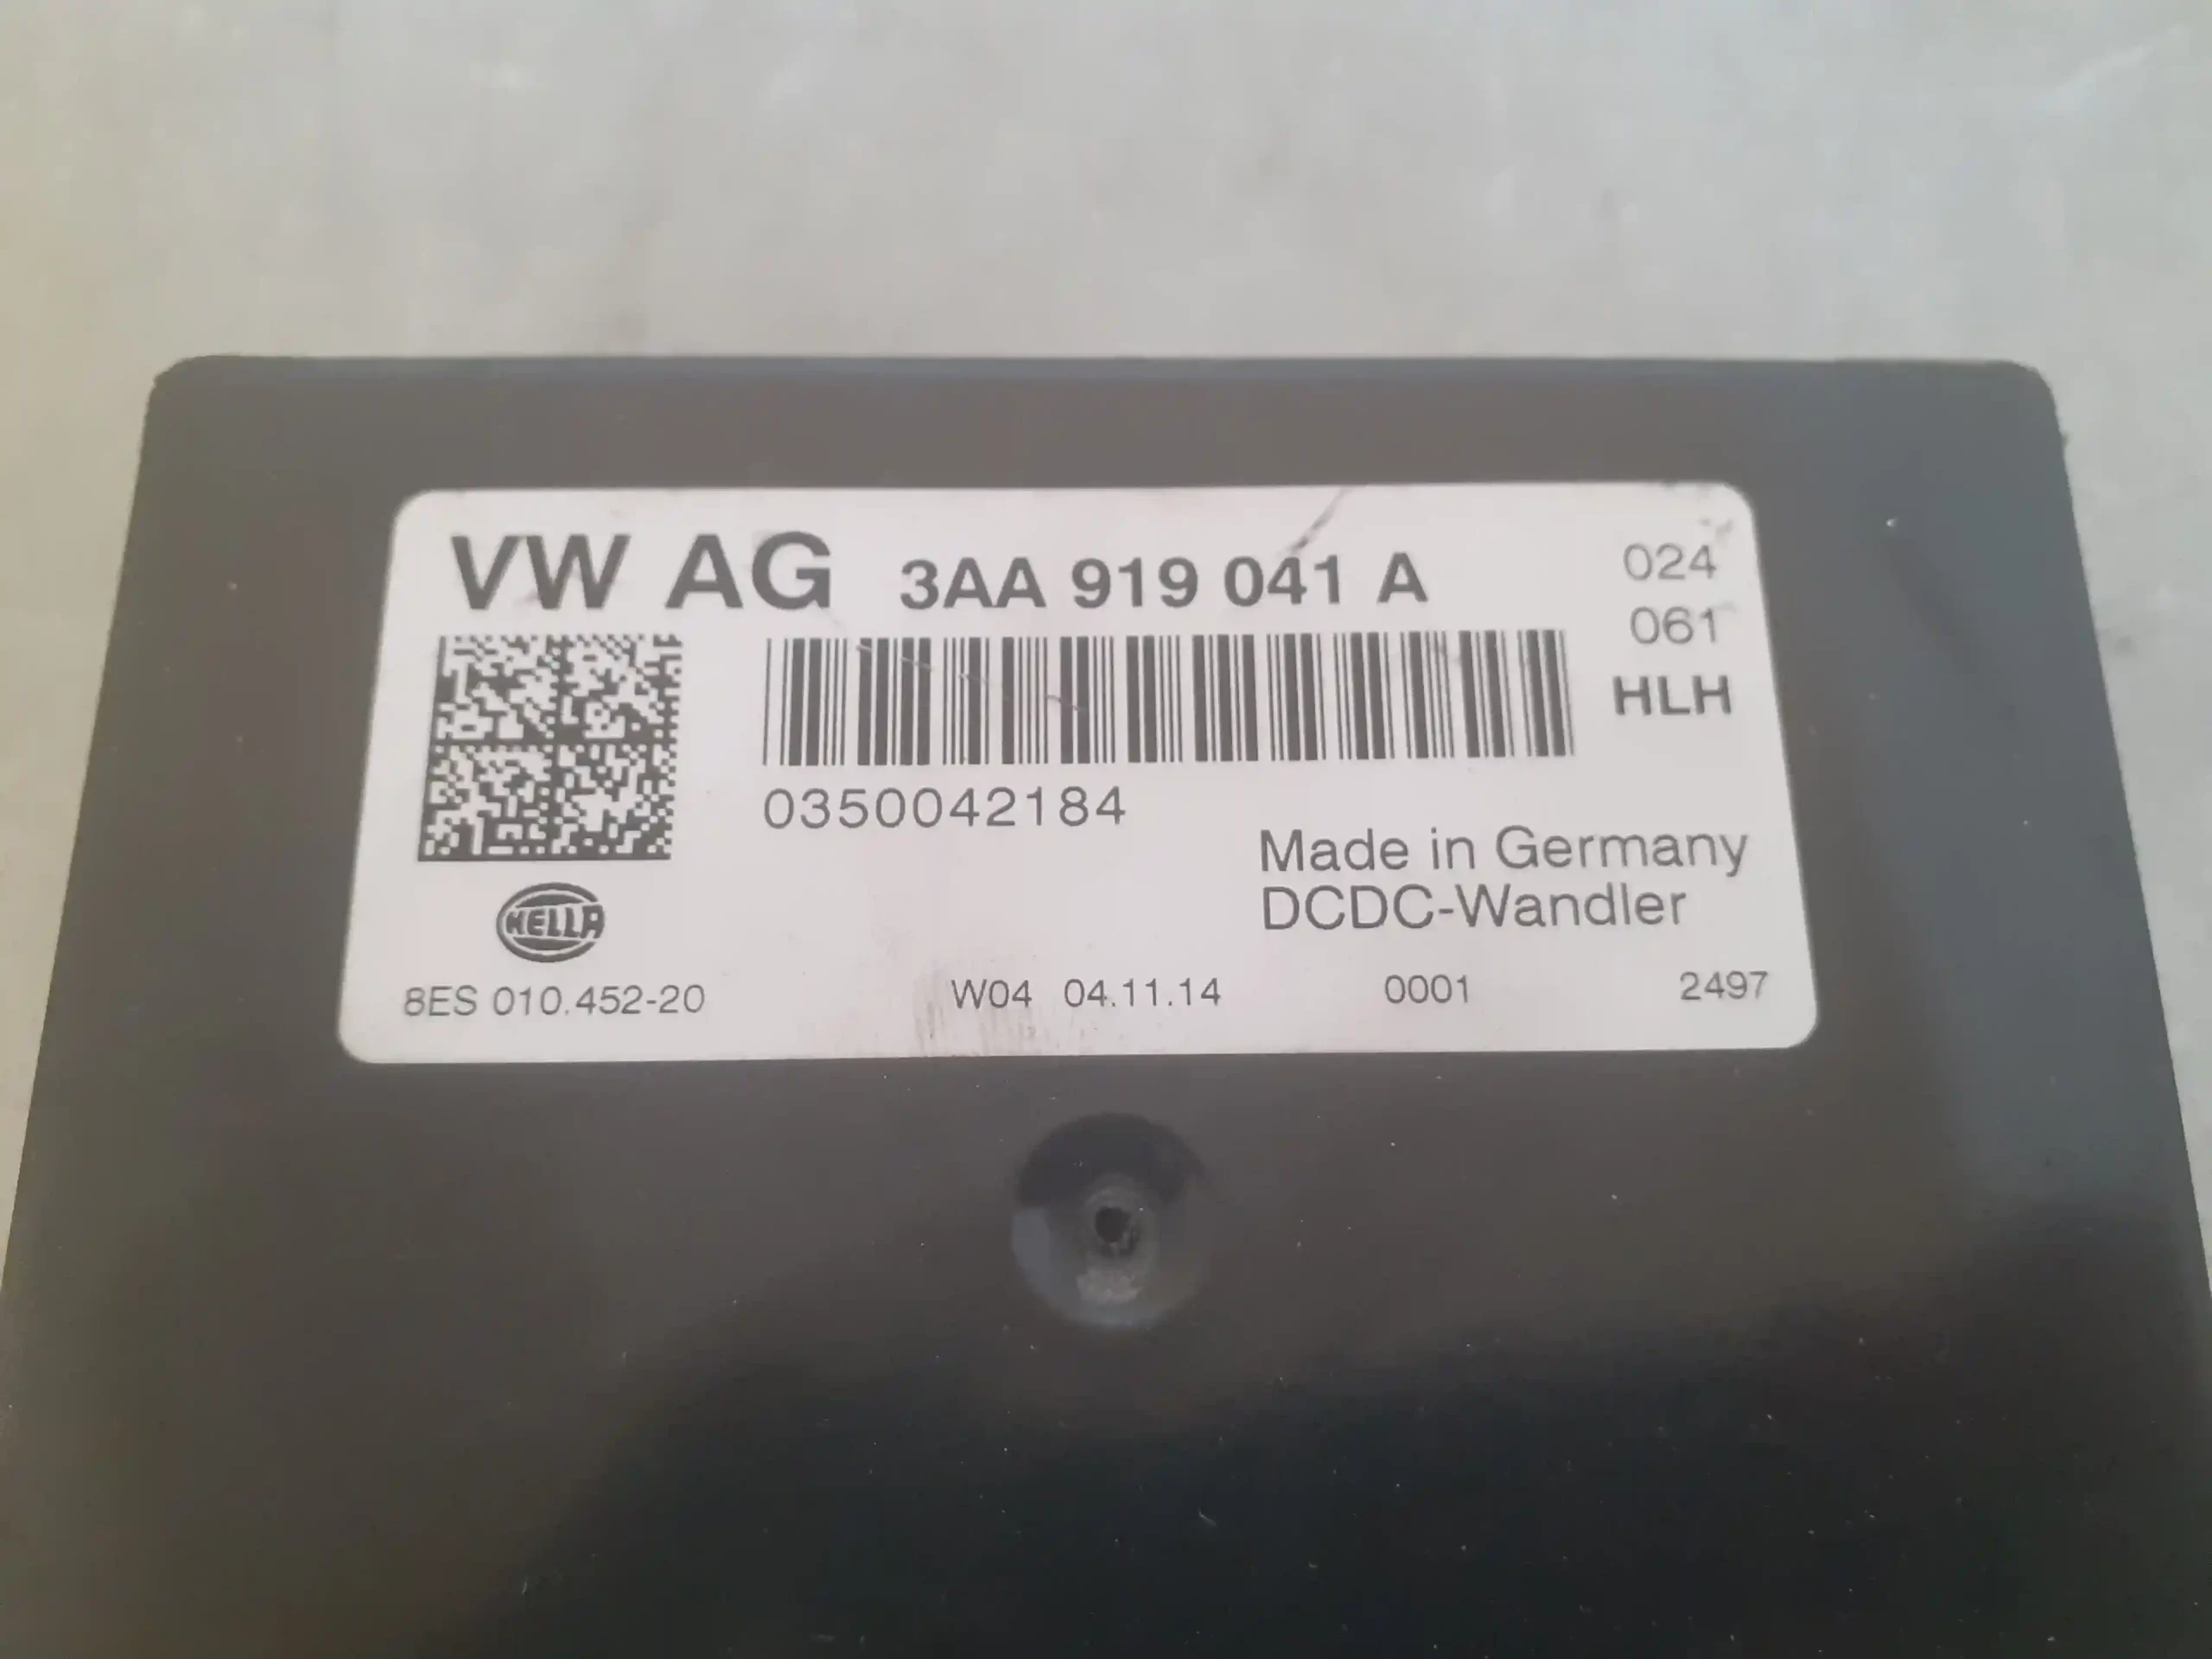 VW AG 3AA 919 041 A
024
061
HLH
0350042184
Made in Germany
DCDC-Wandler
HELLA
8ES 010.452-20 W04 04.11.14 0001 2497